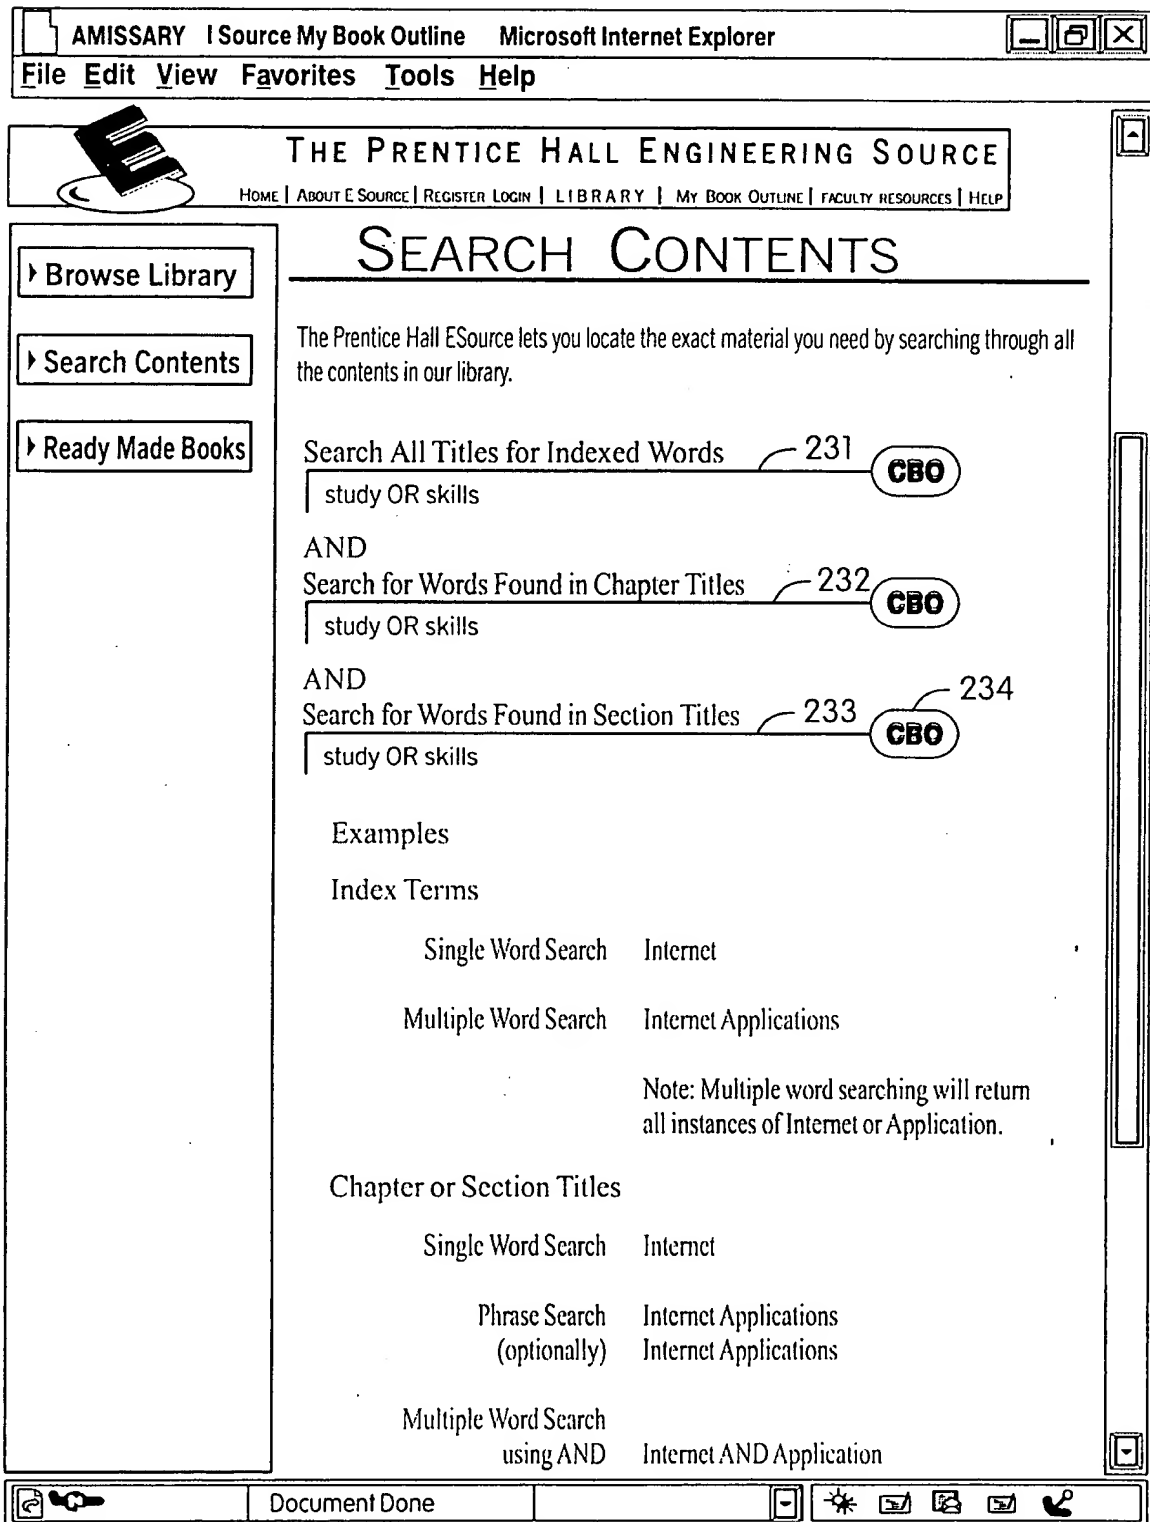 AMISSARY I Source My Book Outline Microsoft Internet Explorer
File Edit View Favorites Tools Help
E
THE PRENTICE HALL ENGINEERING SOURCE
HOME | ABOUT E SOURCE | REGISTER LOGIN | LIBRARY | MY BOOK OUTLINE | FACULTY RESOURCES | HELP
Browse Library
Search Contents
Ready Made Books
SEARCH CONTENTS
The Prentice Hall ESource lets you locate the exact material you need by searching through all
the contents in our library.
Search All Titles for Indexed Words 231 CBO
study OR skills
AND
Search for Words Found in Chapter Titles 232 CBO
study OR skills
AND
234
Search for Words Found in Section Titles 233 CBO
study OR skills
Examples
Index Terms
Single Word Search Internet
Multiple Word Search Internet Applications
Note: Multiple word searching will return
all instances of Internet or Application.
Chapter or Section Titles
Single Word Search Internet
Phrase Search Internet Applications
(optionally) Internet Applications
Multiple Word Search
using AND Internet AND Application
Document Done